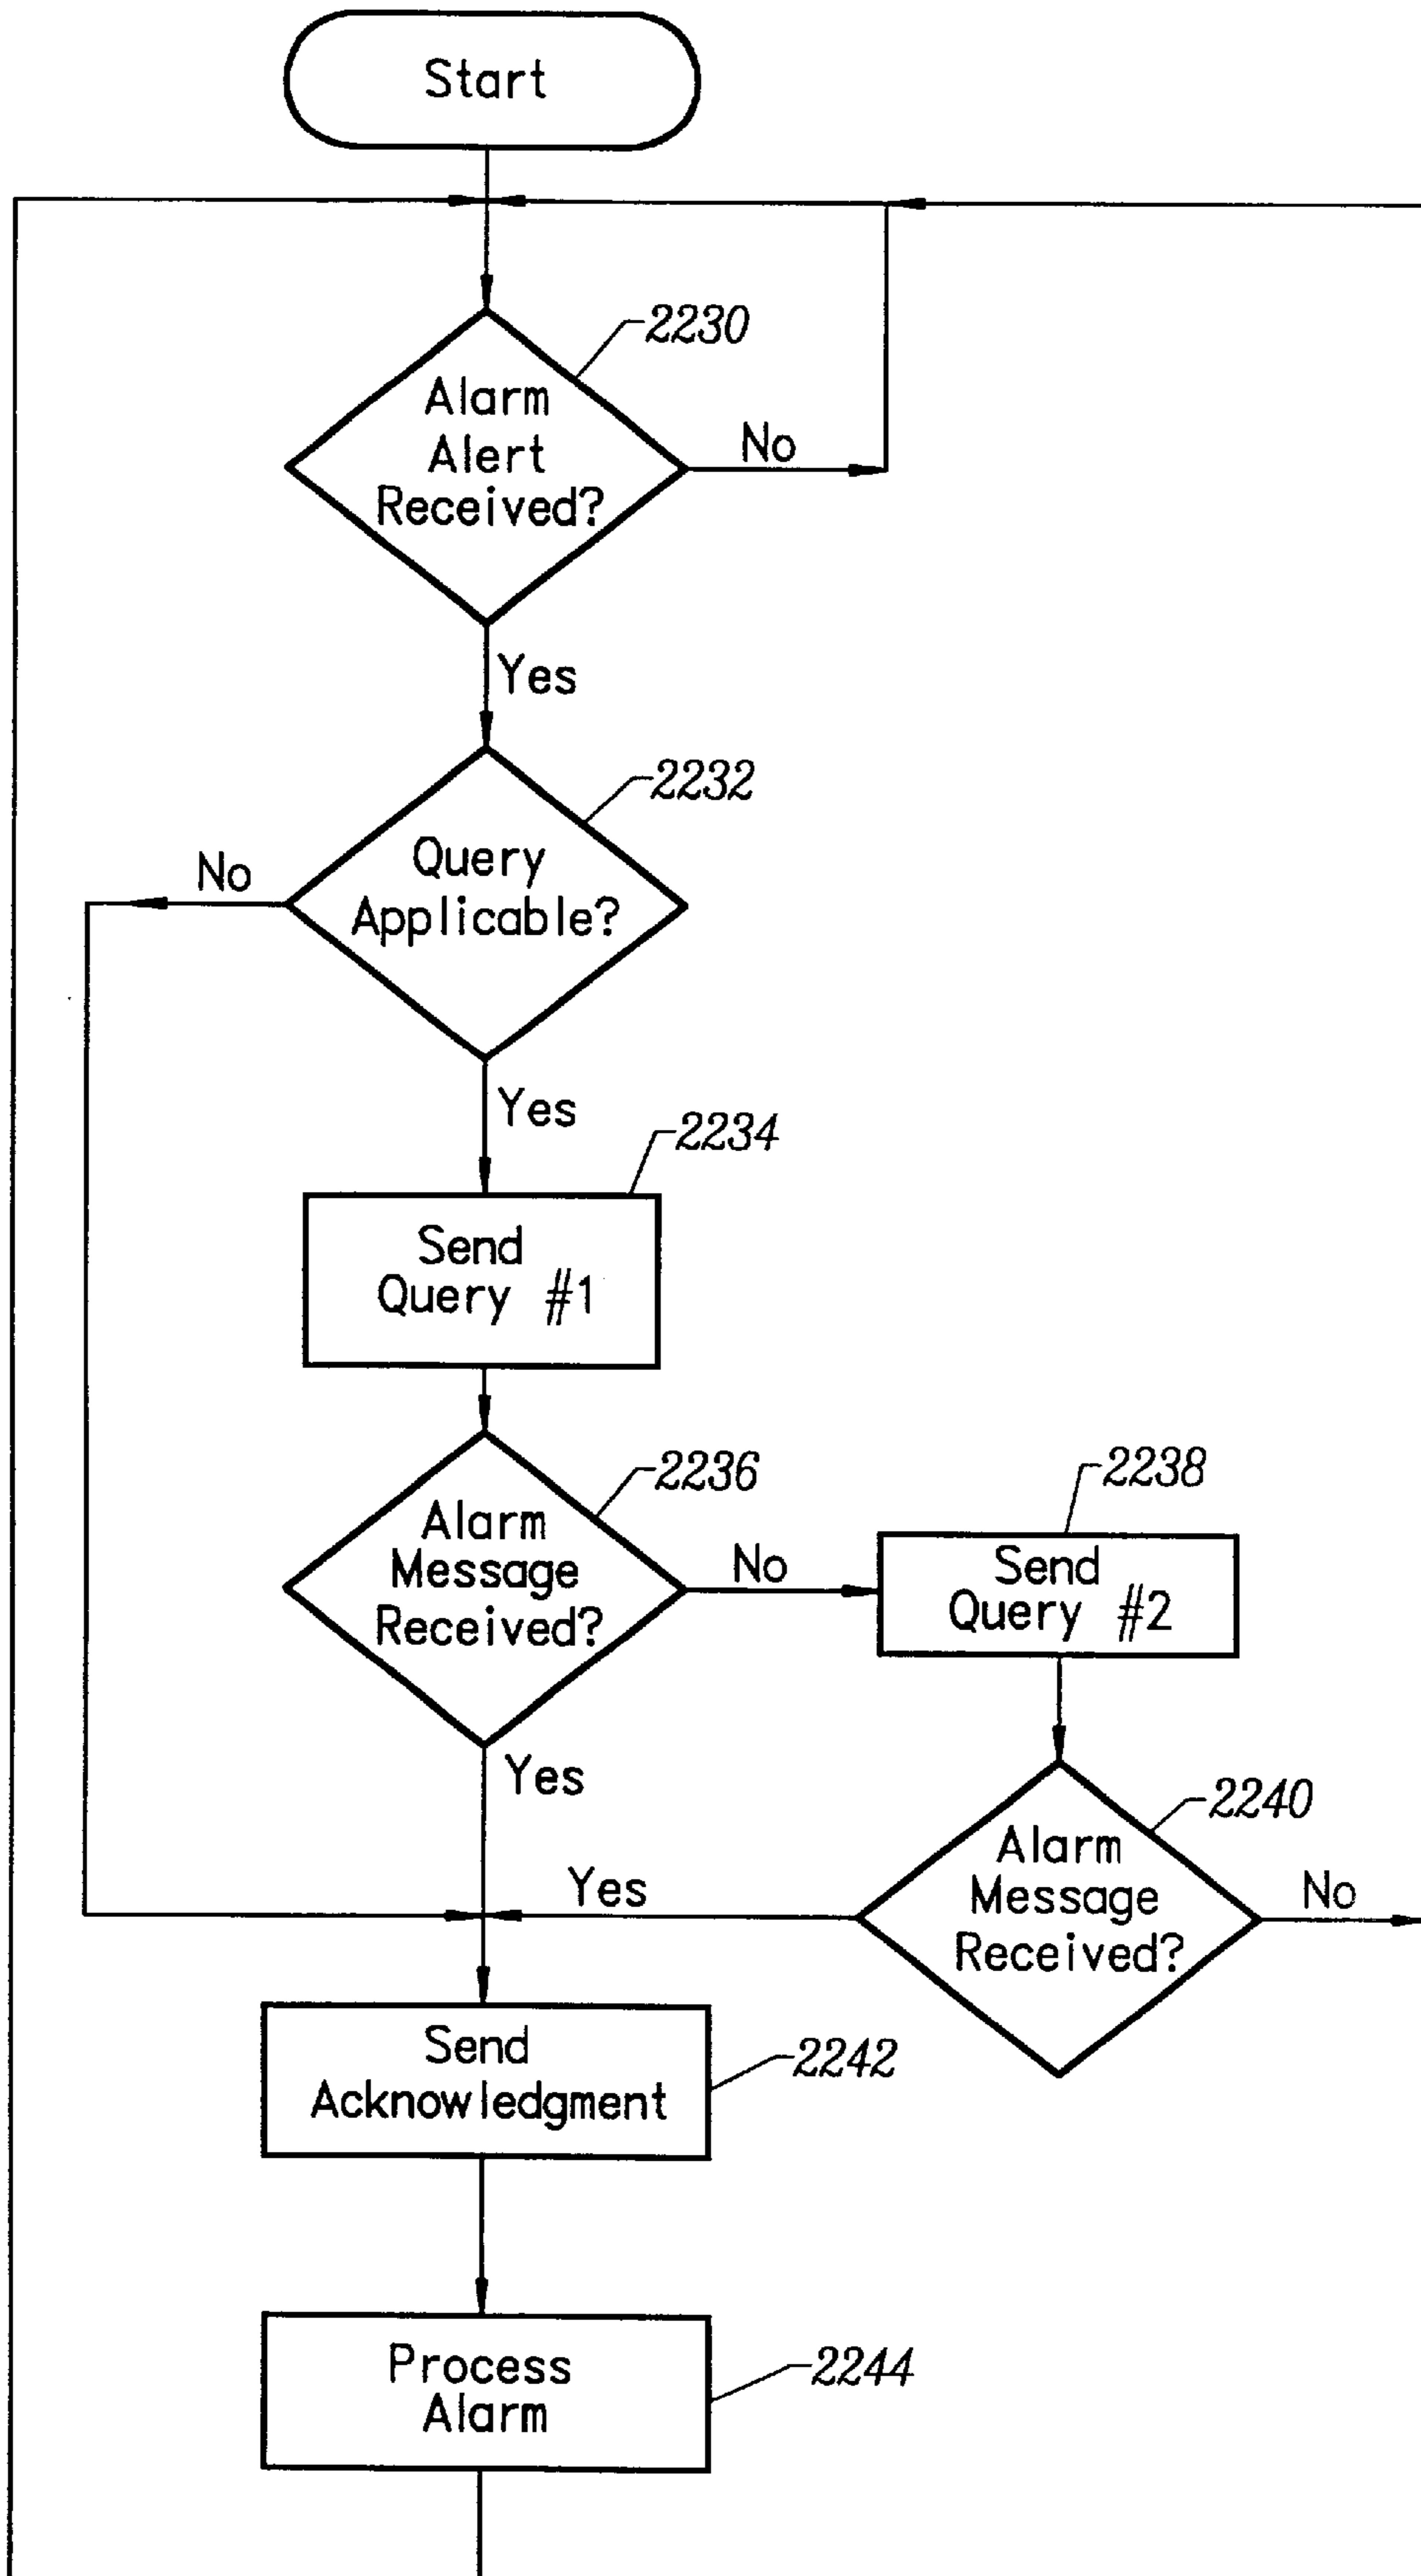 Start
2230
Alarm
Alert
Received?
No
Yes
2232
Query
Applicable?
No
Yes
2234
Send
Query #1
2236
Alarm
Message
Received?
No
2238
Send
Query #2
Yes
2240
Alarm
Message
Received?
Yes
No
Send
Acknowledgment
2242
Process
Alarm
2244